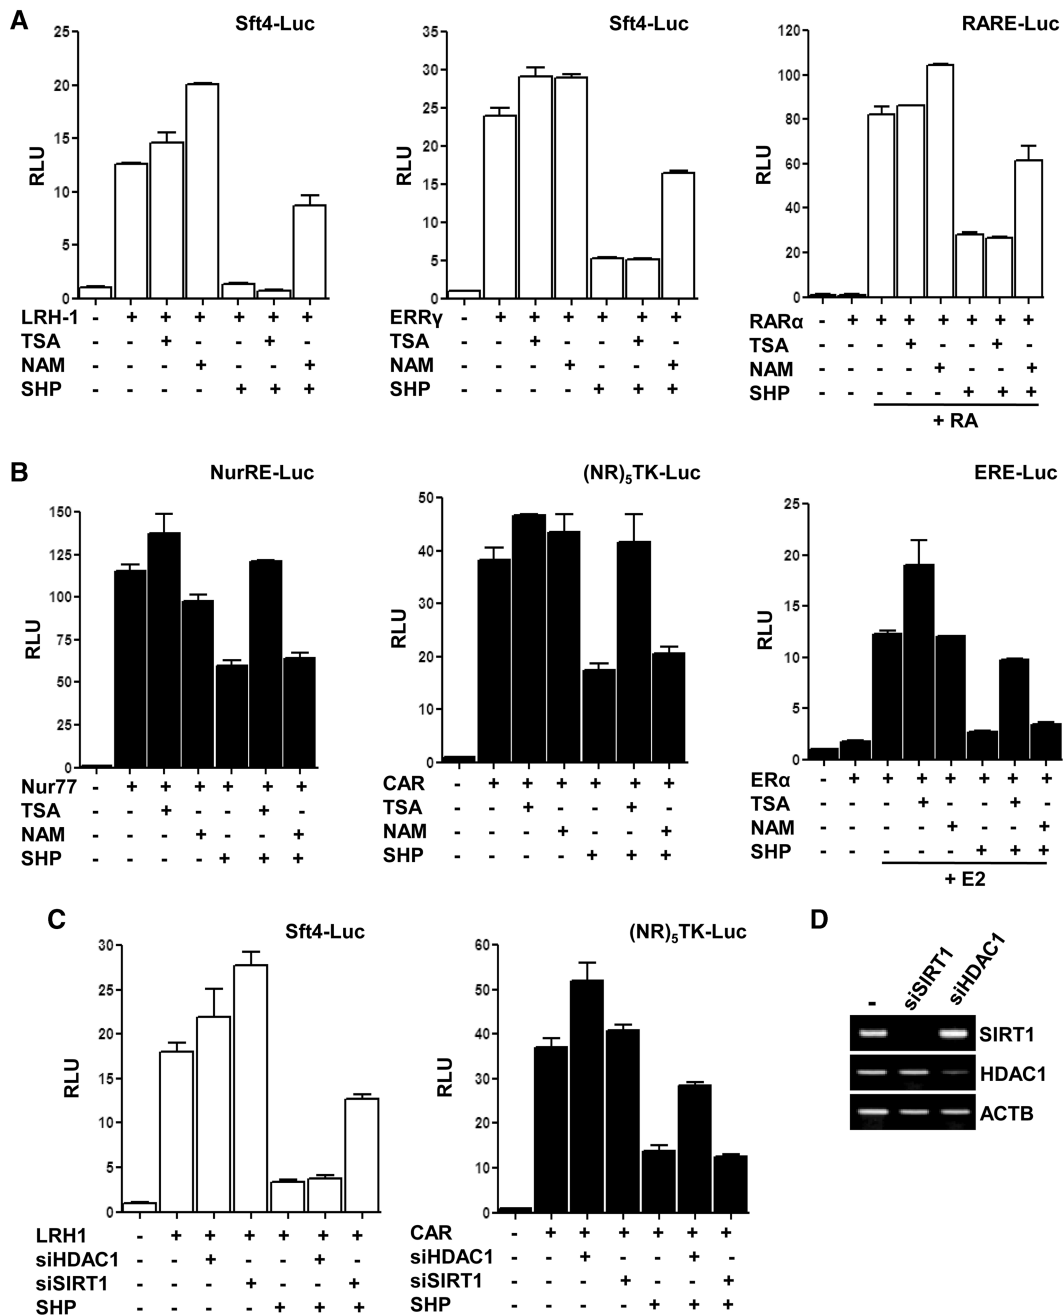 A
Sft4-Luc
RLU
25
20
15
10
5
0
LRH-1 - + + + + + +
TSA - - + - - + -
NAM - - - + - - +
SHP - - - - + + +
Sft4-Luc
RLU
35
30
25
20
15
10
5
0
ERRγ - + + + + + +
TSA - - + - - + -
NAM - - - + - - +
SHP - - - - + + +
RARE-Luc
RLU
120
100
80
60
40
20
0
RARα - + + + + + + +
TSA - - - + - - + -
NAM - - - - + - - +
SHP - - - - - + + +
+ RA
B
NurRE-Luc
RLU
150
125
100
75
50
25
0
Nur77 - + + + + + +
TSA - - + - - + -
NAM - - - + - - +
SHP - - - - + + +
(NR)5TK-Luc
RLU
50
40
30
20
10
0
CAR - + + + + + +
TSA - - + - - + -
NAM - - - + - - +
SHP - - - - + + +
ERE-Luc
RLU
25
20
15
10
5
0
ERα - + + + + + + +
TSA - - - + - - + -
NAM - - - - + - - +
SHP - - - - - + + +
+ E2
C
Sft4-Luc
RLU
30
25
20
15
10
5
0
LRH1 - + + + + + +
siHDAC1 - - + - - + -
siSIRT1 - - - + - - +
SHP - - - - + + +
(NR)5TK-Luc
RLU
60
50
40
30
20
10
0
CAR - + + + + + +
siHDAC1 - - + - - + -
siSIRT1 - - - + - - +
SHP - - - - + + +
D
- siSIRT1 siHDAC1
SIRT1
HDAC1
ACTB